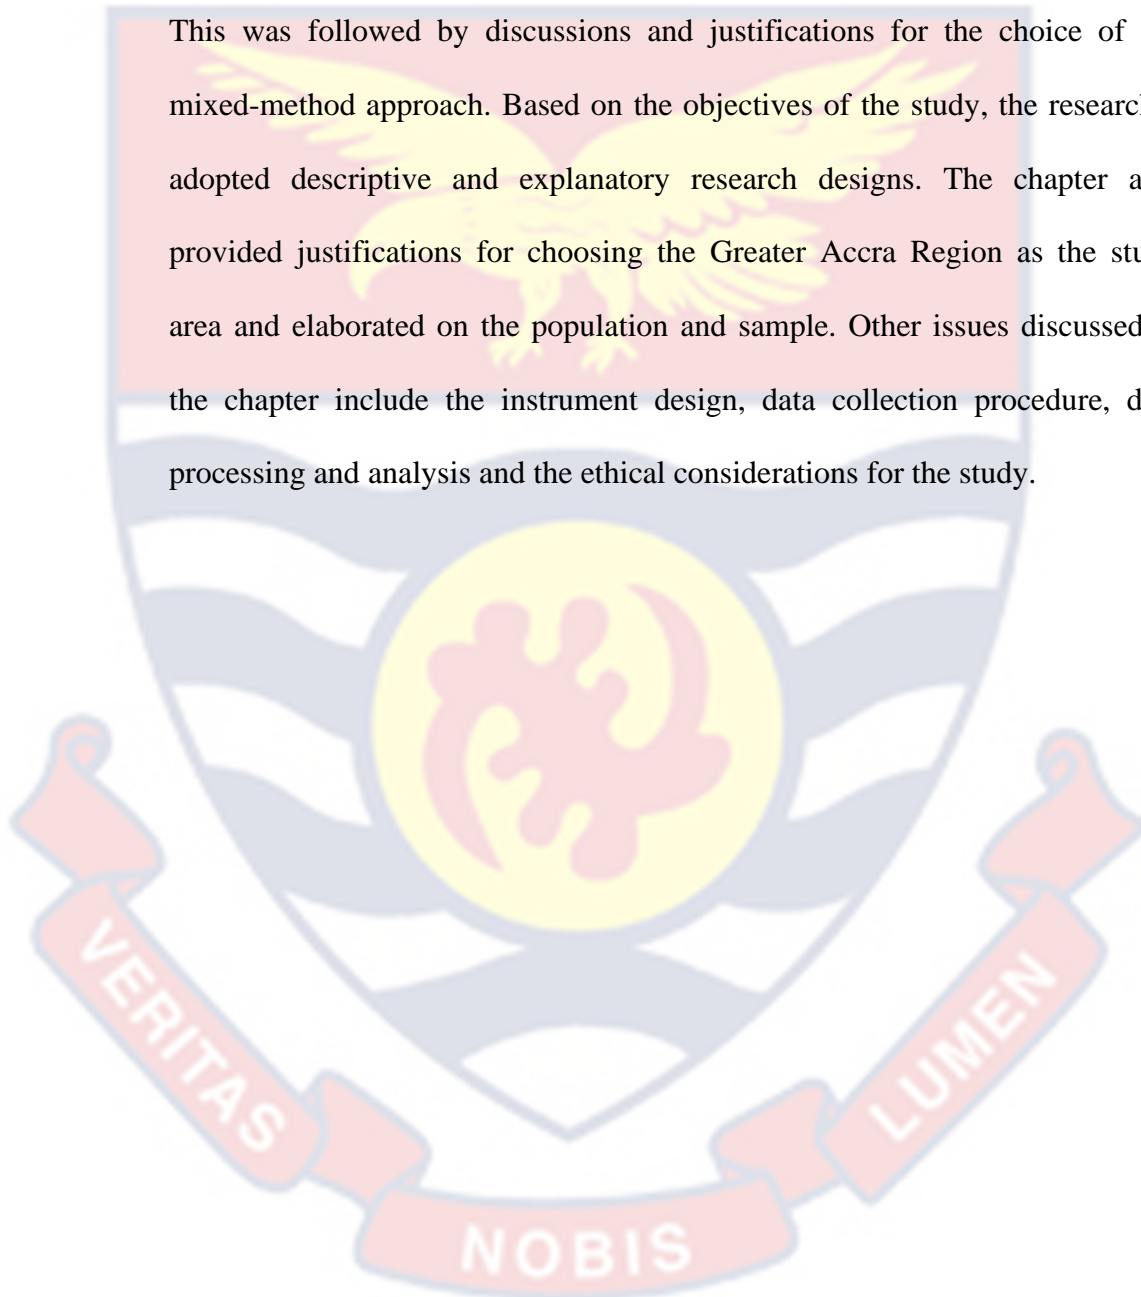 This was followed by discussions and justifications for the choice of
mixed-method approach. Based on the objectives of the study, the research
adopted descriptive and explanatory research designs. The chapter a
provided justifications for choosing the Greater Accra Region as the stu
area and elaborated on the population and sample. Other issues discussed
the chapter include the instrument design, data collection procedure, d
processing and analysis and the ethical considerations for the study.
VERITAS
NOBIS
LUMEN